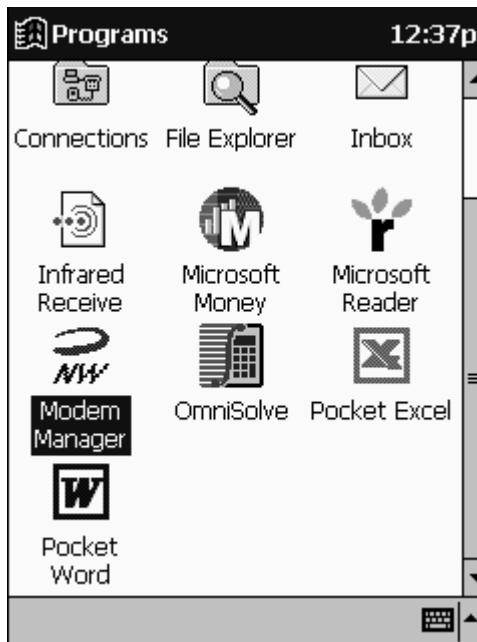 Programs 12:37p
Connections File Explorer Inbox
Infrared Receive Microsoft Money Microsoft Reader
NW
Modem Manager OmniSolve Pocket Excel
W
Pocket Word